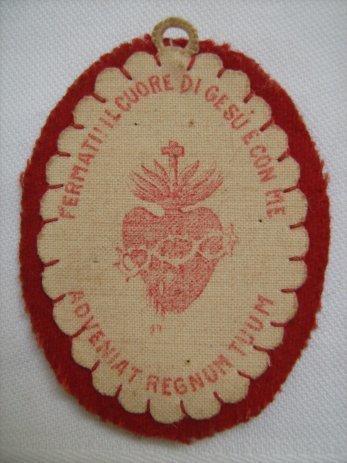 FERMATI! IL CUORE DI GESÙ È CON ME
ADVENIAT REGNUM TUUM